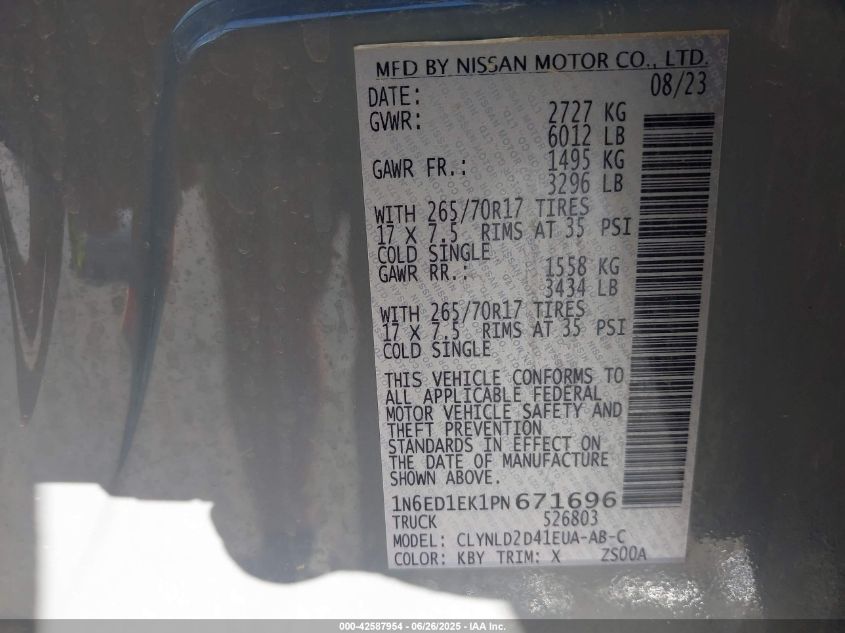 MFD BY NISSAN MOTOR CO., LTD.
DATE: 08/23
GVWR: 2727 KG
6012 LB
GAWR FR.: 1495 KG
3296 LB
WITH 265/70R17 TIRES
17 X 7.5 RIMS AT 35 PSI
COLD SINGLE
GAWR RR.: 1558 KG
3434 LB
WITH 265/70R17 TIRES
17 X 7.5 RIMS AT 35 PSI
COLD SINGLE
THIS VEHICLE CONFORMS TO
ALL APPLICABLE FEDERAL
MOTOR VEHICLE SAFETY AND
THEFT PREVENTION
STANDARDS IN EFFECT ON
THE DATE OF MANUFACTURE
SHOWN ABOVE.
1N6ED1EK1PN671696
TRUCK 526803
MODEL: CLYNLD2D41EUA-AB-C
COLOR: KBY TRIM: X ZS00A
000-42587954 - 06/26/2025 - IAA Inc.